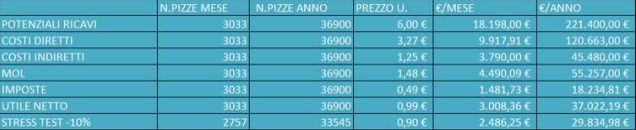 N.PIZZE MESE N.PIZZE ANNO PREZZO U. €/MESE €/ANNO
POTENZIALI RICAVI 3033 36900 6,00 € 18.198,00 € 221.400,00 €
COSTI DIRETTI 3033 36900 3,27 € 9.917,91 € 120.663,00 €
COSTI INDIRETTI 3033 36900 1,25 € 3.790,00 € 45.480,00 €
MOL 3033 36900 1,48 € 4.490,09 € 55.257,00 €
IMPOSTE 3033 36900 0,49 € 1.481,73 € 18.234,81 €
UTILE NETTO 3033 36900 0,99 € 3.008,36 € 37.022,19 €
STRESS TEST -10% 2757 33545 0,90 € 2.486,25 € 29.834,98 €